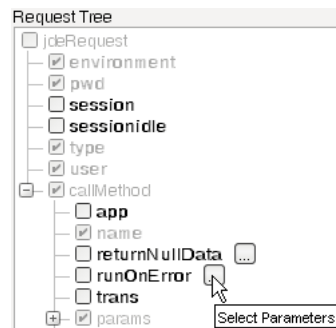 Request Tree
jdeRequest
environment
pwd
session
sessionidle
type
user
callMethod
app
name
returnNullData ...
runOnError ...
trans
params
Select Parameters